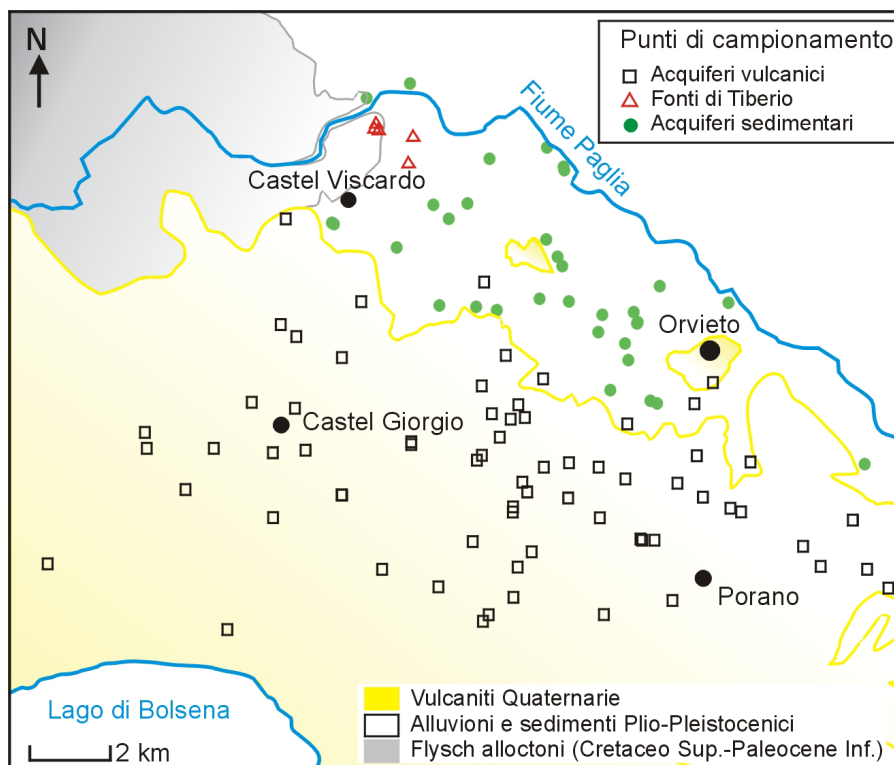 N
Punti di campionamento
Acquiferi vulcanici
Fonti di Tiberio
Acquiferi sedimentari
Fiume Paglia
Castel Viscardo
Orvieto
Castel Giorgio
Porano
Lago di Bolsena
2 km
Vulcaniti Quaternarie
Alluvioni e sedimenti Plio-Pleistocenici
Flysch alloctoni (Cretaceo Sup.-Paleocene Inf.)